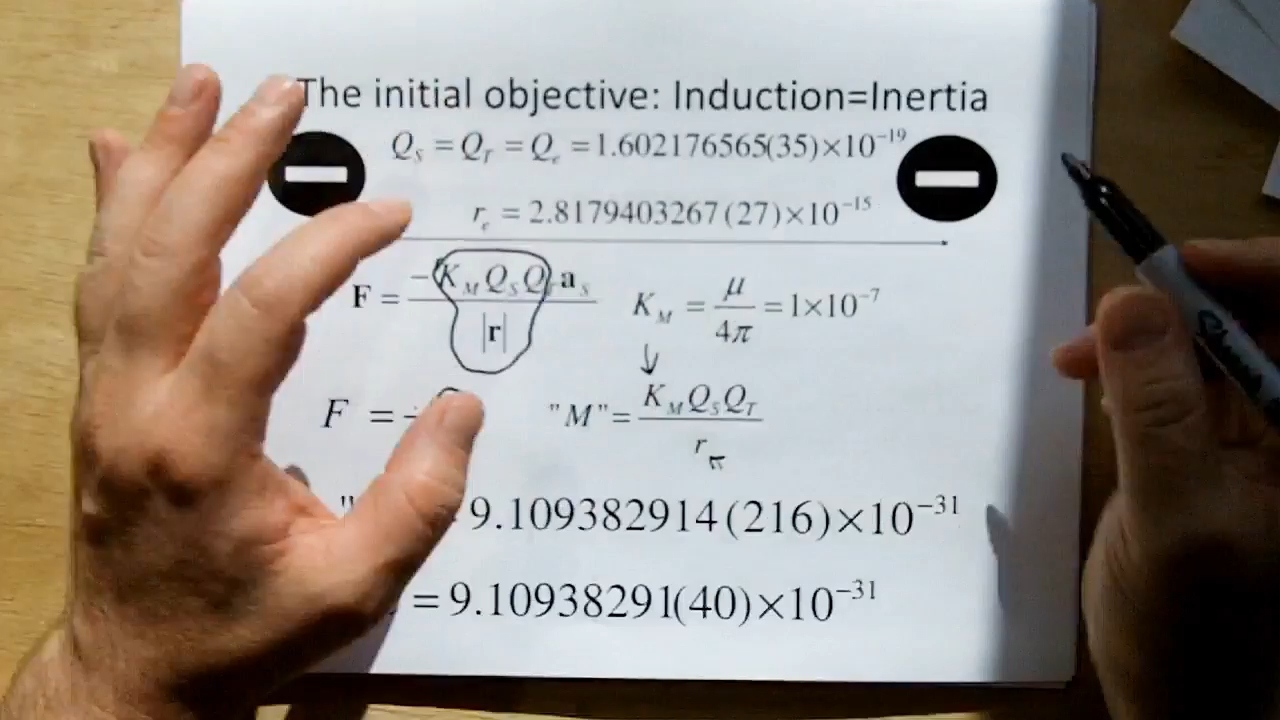 The initial objective: Induction=Inertia
Q_S = Q_T = Q_e = 1.602176565(35)×10^-19
r_e = 2.8179403267(27)×10^-15
F = -K_M Q_S Q_T a_S / |r|
K_M = μ / 4π = 1×10^-7
↓
F = -
"M"= K_M Q_S Q_T / r_π
" 9.109382914(216)×10^-31
= 9.10938291(40)×10^-31
Sharpie